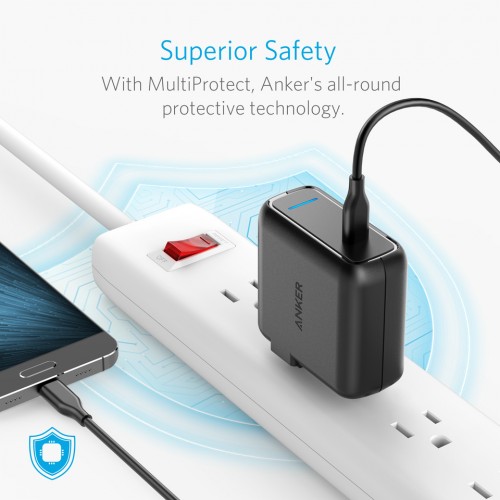 Superior Safety
With MultiProtect, Anker's all-round
protective technology.
ANKER